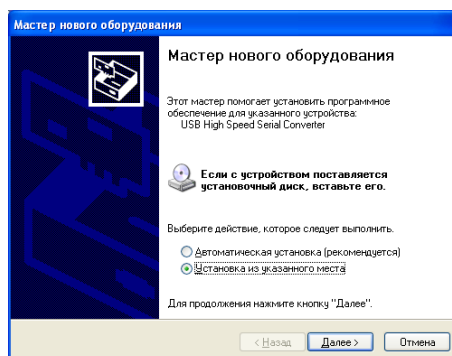 Мастер нового оборудования
Мастер нового оборудования
Этот мастер помогает установить программное
обеспечение для указанного устройства:
USB High Speed Serial Converter
Если с устройством поставляется
установочный диск, вставьте его.
Выберите действие, которое следует выполнить.
Автоматическая установка (рекомендуется)
Установка из указанного места
Для продолжения нажмите кнопку "Далее".
< Назад
Далее >
Отмена